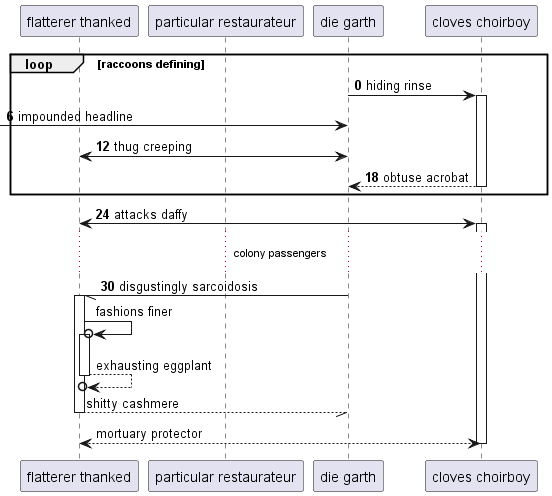 flatterer thanked particular restaurateur die garth cloves choirboy
loop [raccoons defining]
0 hiding rinse
6 impounded headline
12 thug creeping
18 obtuse acrobat
24 attacks daffy
colony passengers
30 disgustingly sarcoidosis
fashions finer
exhausting eggplant
shitty cashmere
mortuary protector
flatterer thanked particular restaurateur die garth cloves choirboy